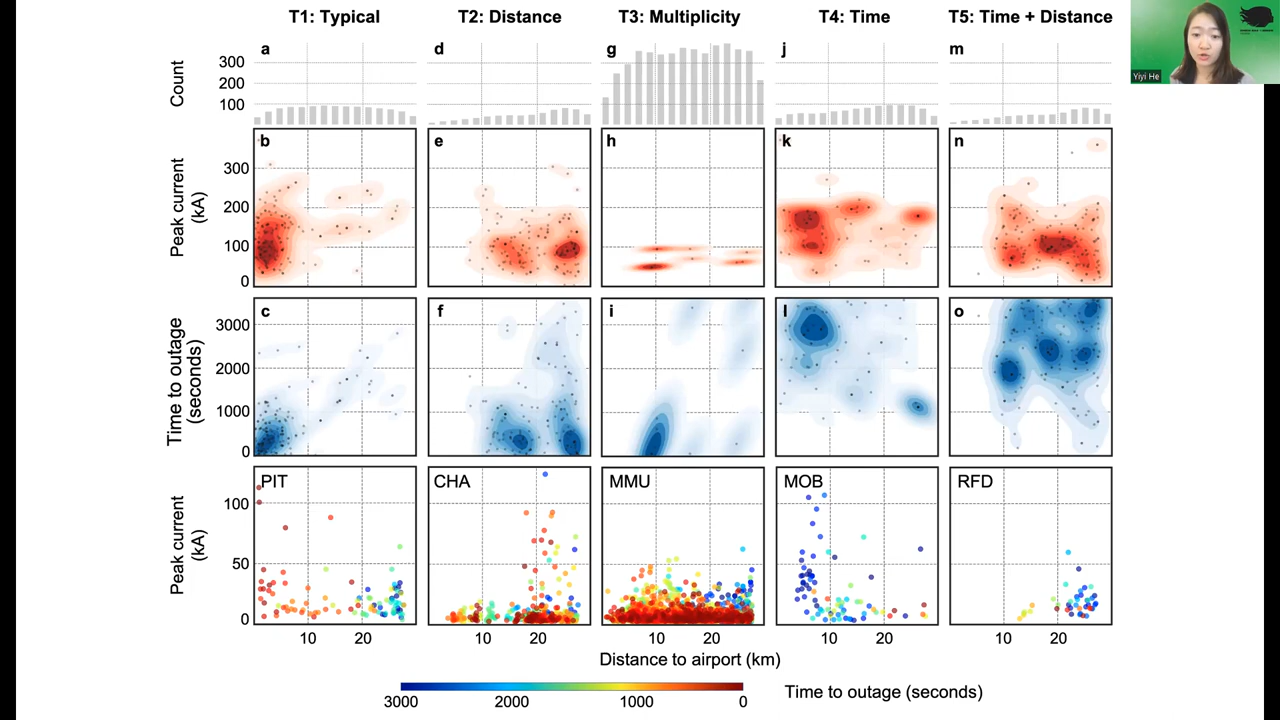 T1: Typical
T2: Distance
T3: Multiplicity
T4: Time
T5: Time + Distance
a
d
g
j
m
Count
300
200
100
b
e
h
k
n
Peak current
(kA)
300
200
100
0
c
f
i
l
o
Time to outage
(seconds)
3000
2000
1000
0
PIT
CHA
MMU
MOB
RFD
Peak current
(kA)
100
50
0
10 20
10 20
10 20
10 20
10 20
Distance to airport (km)
3000 2000 1000 0
Time to outage (seconds)
Yiyi He